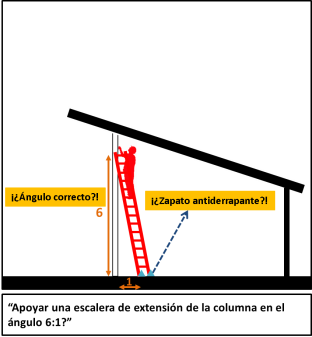 ¡¿Ángulo correcto?!
6
¡¿Zapato antiderrapante?!
1
“Apoyar una escalera de extensión de la columna en el
ángulo 6:1?”